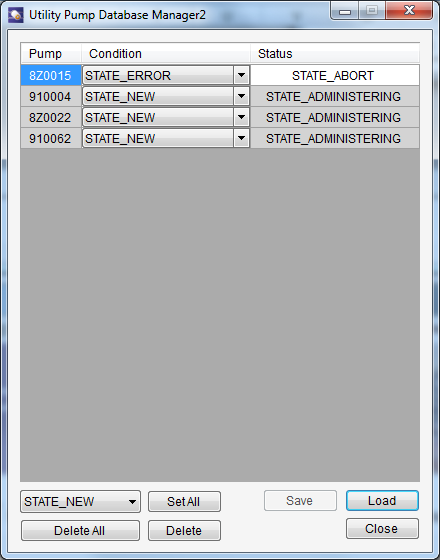 Utility Pump Database Manager2
Pump Condition Status
8Z0015 STATE_ERROR STATE_ABORT
910004 STATE_NEW STATE_ADMINISTERING
8Z0022 STATE_NEW STATE_ADMINISTERING
910062 STATE_NEW STATE_ADMINISTERING
STATE_NEW Set All Save Load
Delete All Delete Close